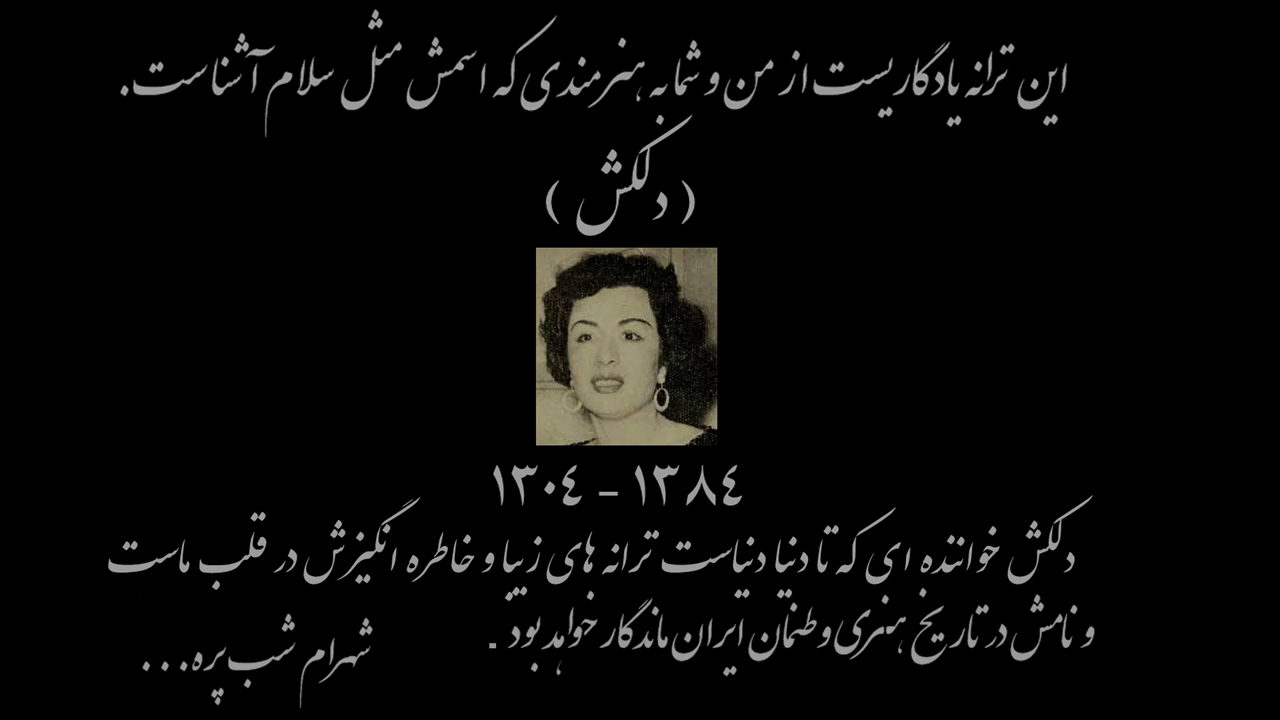 این ترانه یادگاریست از من و شما به هنرمندی که اسمش مثل سلام آشناست.
( دلکش )
۱۳۰٤ - ۱۳۸٤
دلکش خواننده ای که تا دنیا دنیاست ترانه های زیبا و خاطره انگیزش در قلب ماست
و نامش در تاریخ هنری وطنمان ایران ماندگار خواهد بود .
شهرام شب پره...